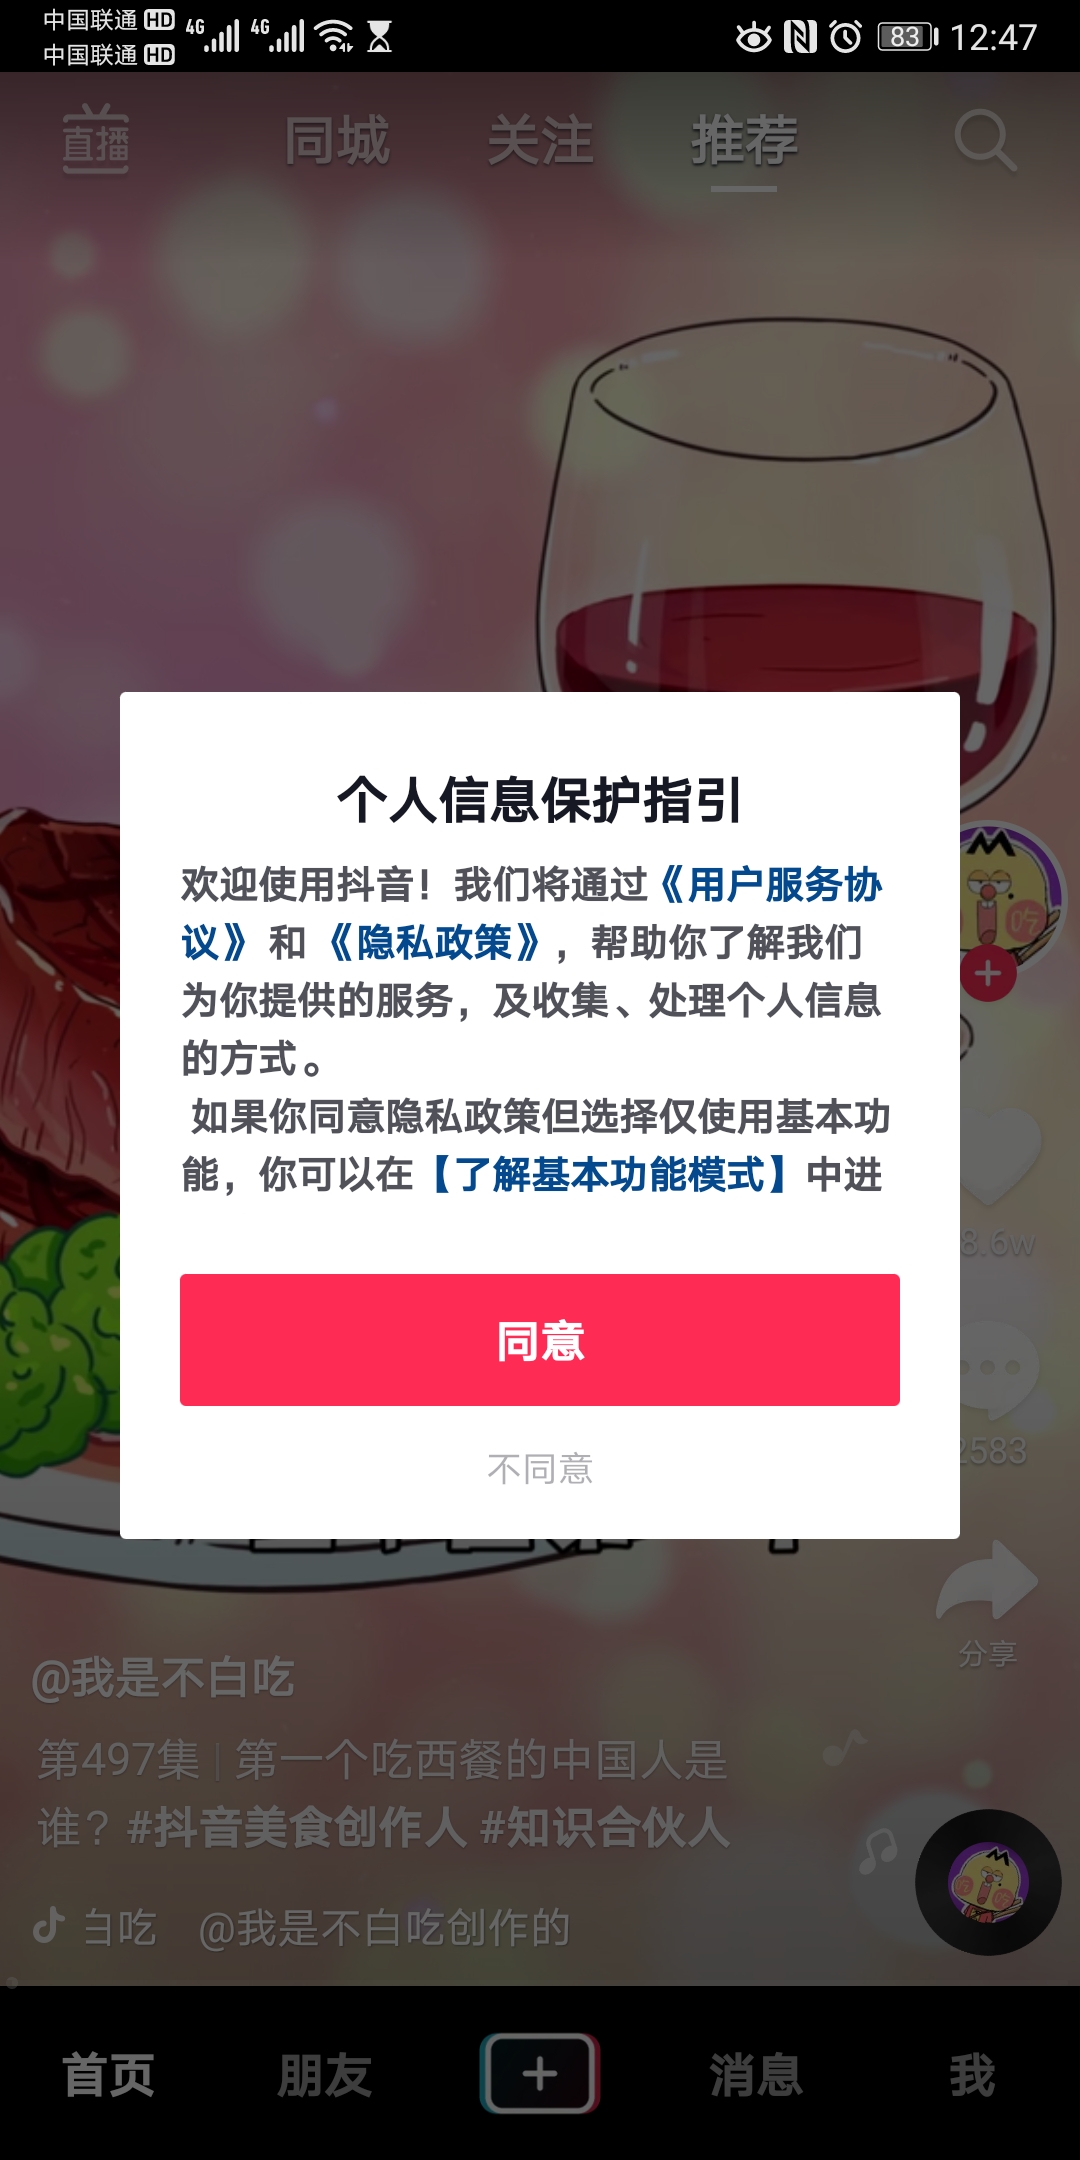 中国联通 HD 4G 4G 83 12:47
中国联通 HD
直播 同城 关注 推荐
个人信息保护指引
欢迎使用抖音！我们将通过《用户服务协
议》和《隐私政策》，帮助你了解我们
为你提供的服务，及收集、处理个人信息
的方式。
如果你同意隐私政策但选择仅使用基本功
能，你可以在【了解基本功能模式】中进
吃
8.6w
同意
2583
不同意
分享
@我是不白吃
第497集 | 第一个吃西餐的中国人是
谁？#抖音美食创作人 #知识合伙人
@我是不白吃创作的
首页 朋友 消息 我